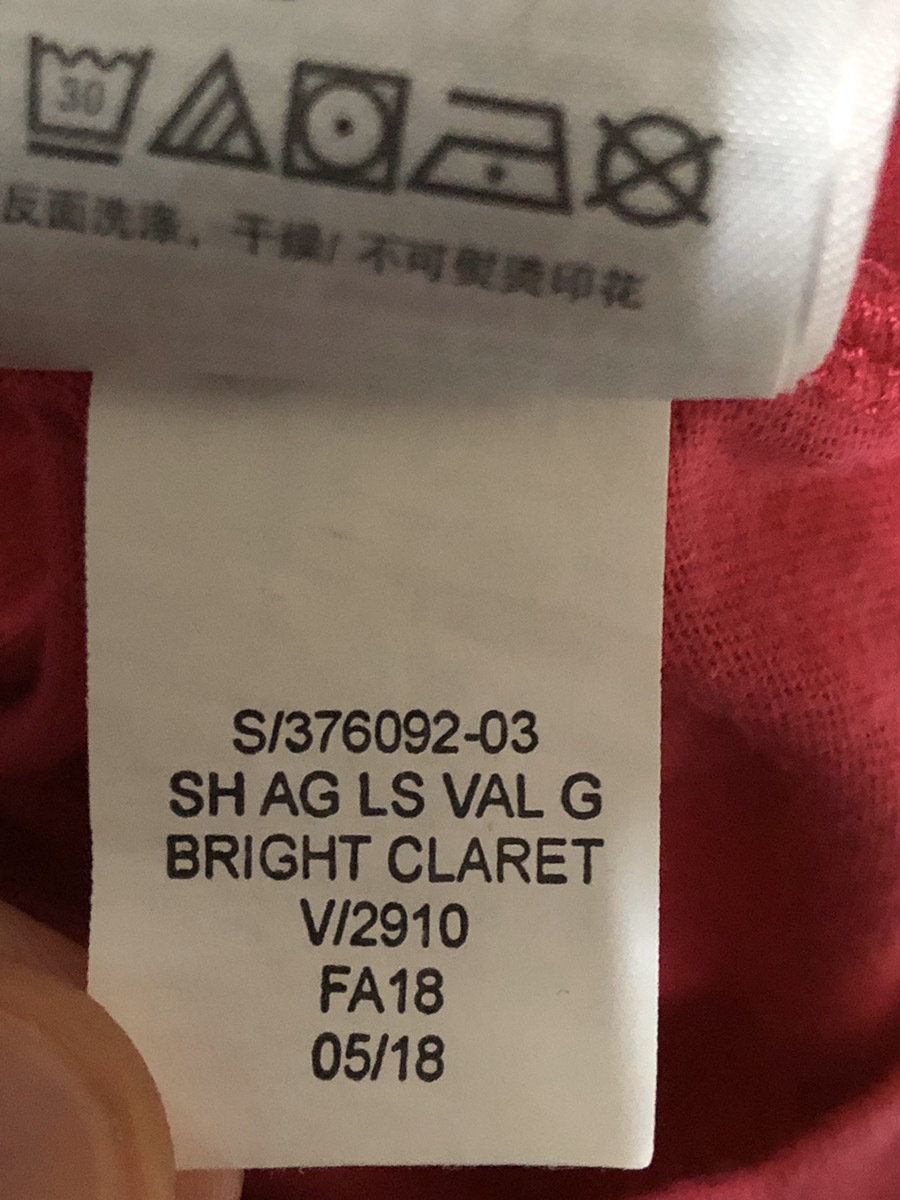 30
反面洗涤，干燥/ 不可熨烫印花
S/376092-03
SH AG LS VAL G
BRIGHT CLARET
V/2910
FA18
05/18